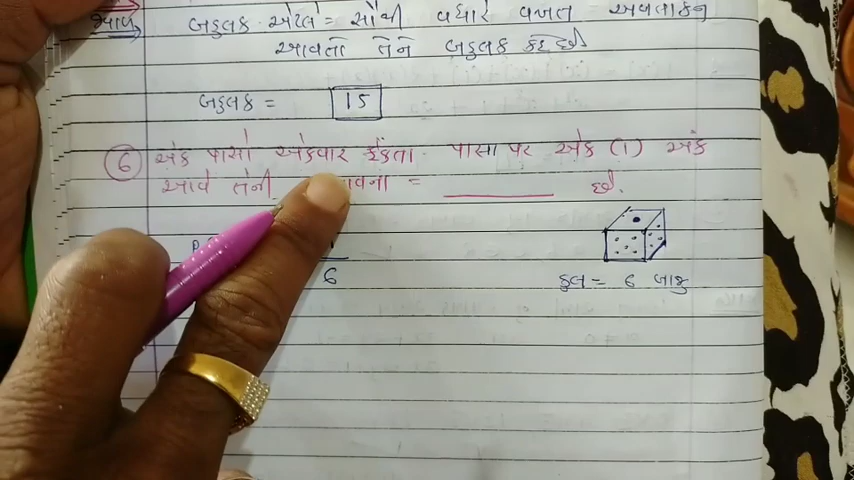 બહુલક એટલે = સૌથી વધારે વખત અવલોકન
આવતો તેને બહુલક કહે છે
બહુલક = 15
⑥ એક પાસો એકવાર ફેંકતા પાસા પર એક (1) અંક
આવે તેની = ______ છે.
6
કુલ = 6 બાજુ